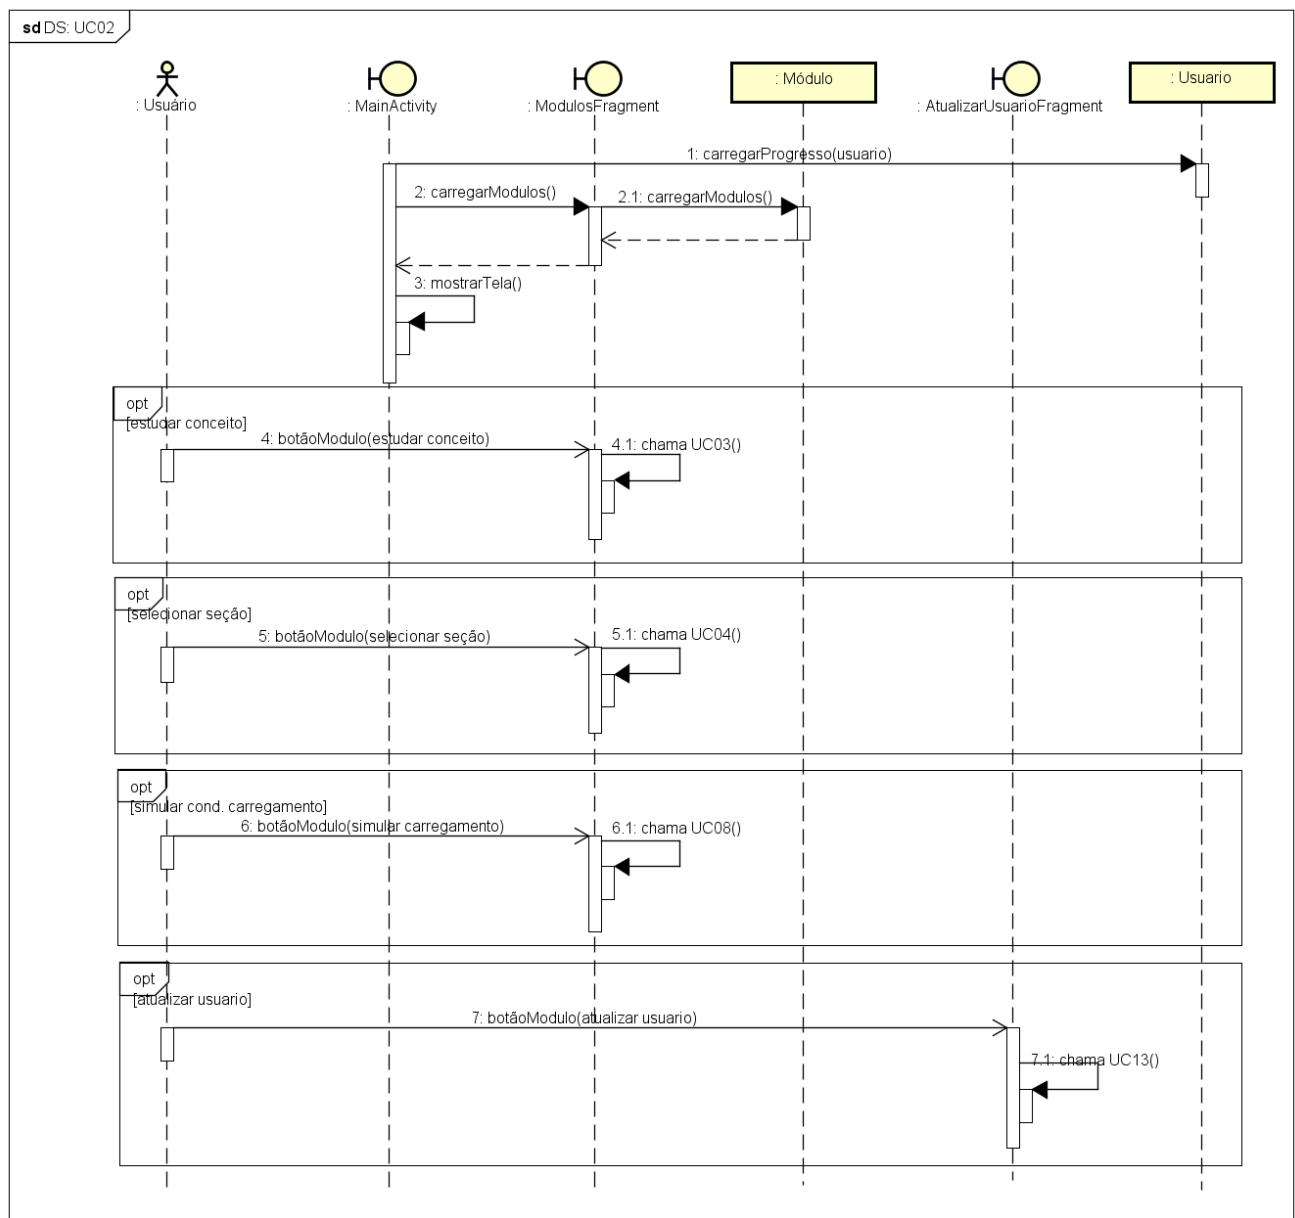 sd DS: UC02
: Usuário
: MainActivity
: ModulosFragment
: Módulo
: AtualizarUsuarioFragment
: Usuario
1: carregarProgresso(usuario)
2: carregarModulos()
2.1: carregarModulos()
3: mostrarTela()
opt
[estudar conceito]
4: botãoModulo(estudar conceito)
4.1: chama UC03()
opt
[selecionar seção]
5: botãoModulo(selecionar seção)
5.1: chama UC04()
opt
[simular cond. carregamento]
6: botãoModulo(simular carregamento)
6.1: chama UC08()
opt
[atualizar usuario]
7: botãoModulo(atualizar usuario)
7.1: chama UC13()